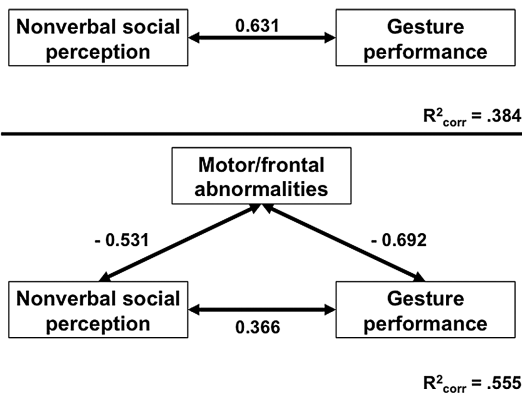 Nonverbal social
perception
0.631
Gesture
performance
R²corr = .384
Motor/frontal
abnormalities
- 0.531
- 0.692
Nonverbal social
perception
0.366
Gesture
performance
R²corr = .555